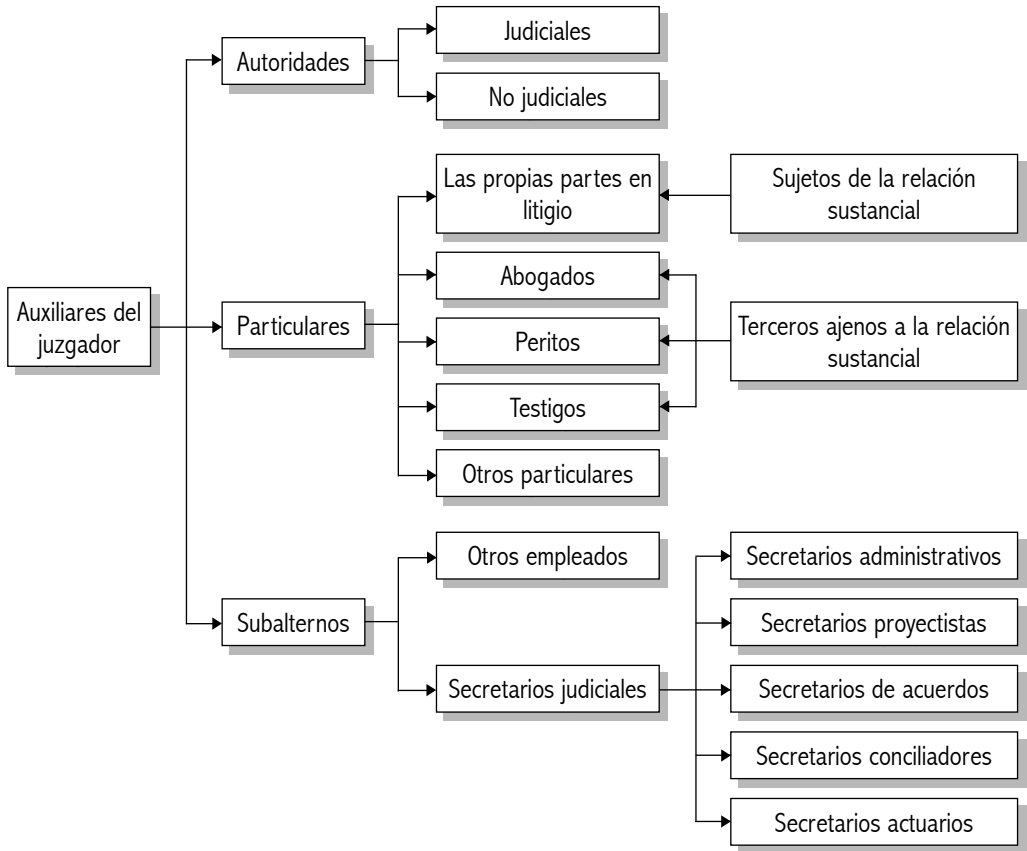 Judiciales
Autoridades
No judiciales
Las propias partes en
litigio
Sujetos de la relación
sustancial
Abogados
Auxiliares del
juzgador
Particulares
Peritos
Terceros ajenos a la relación
sustancial
Testigos
Otros particulares
Otros empleados
Secretarios administrativos
Subalternos
Secretarios proyectistas
Secretarios judiciales
Secretarios de acuerdos
Secretarios conciliadores
Secretarios actuarios